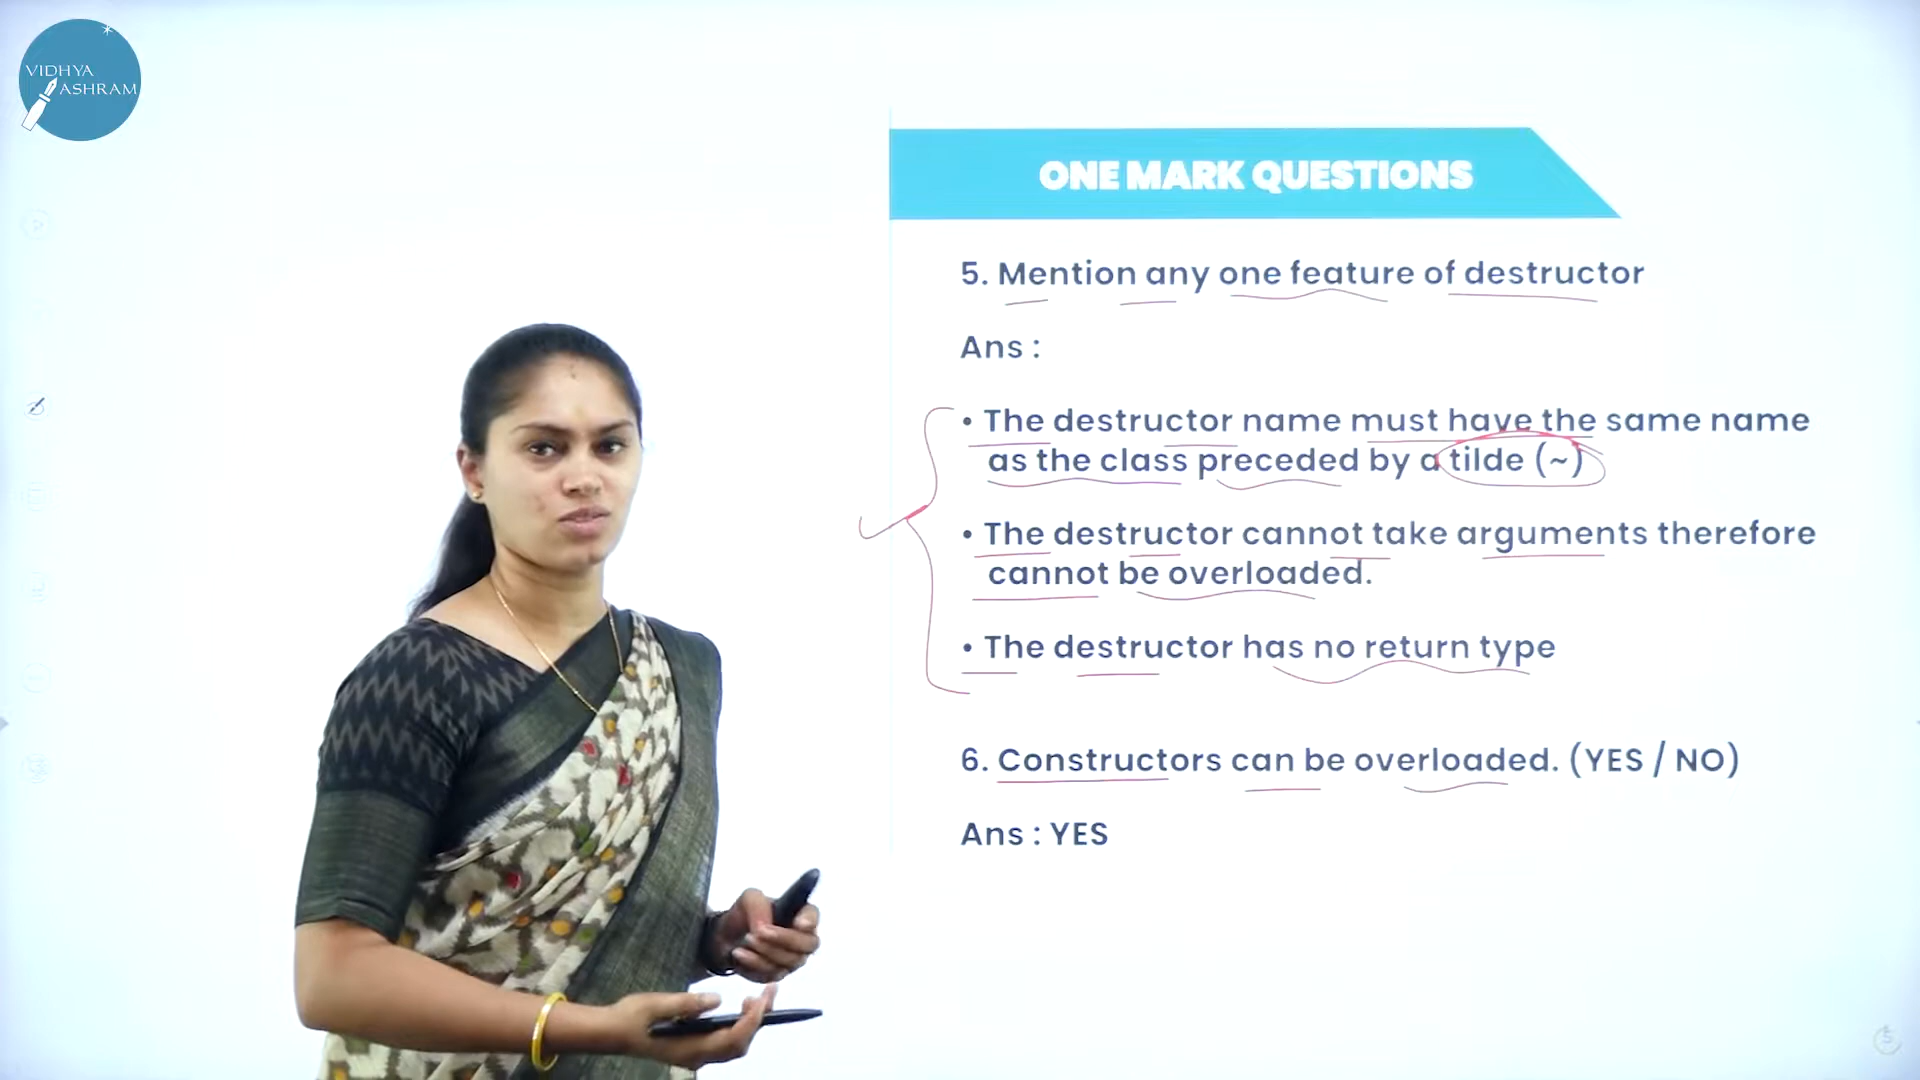 VIDHYA
ASHRAM
ONE MARK QUESTIONS
5. Mention any one feature of destructor
Ans :
• The destructor name must have the same name
as the class preceded by a tilde (~)
• The destructor cannot take arguments therefore
cannot be overloaded.
• The destructor has no return type
6. Constructors can be overloaded. (YES / NO)
Ans : YES
5